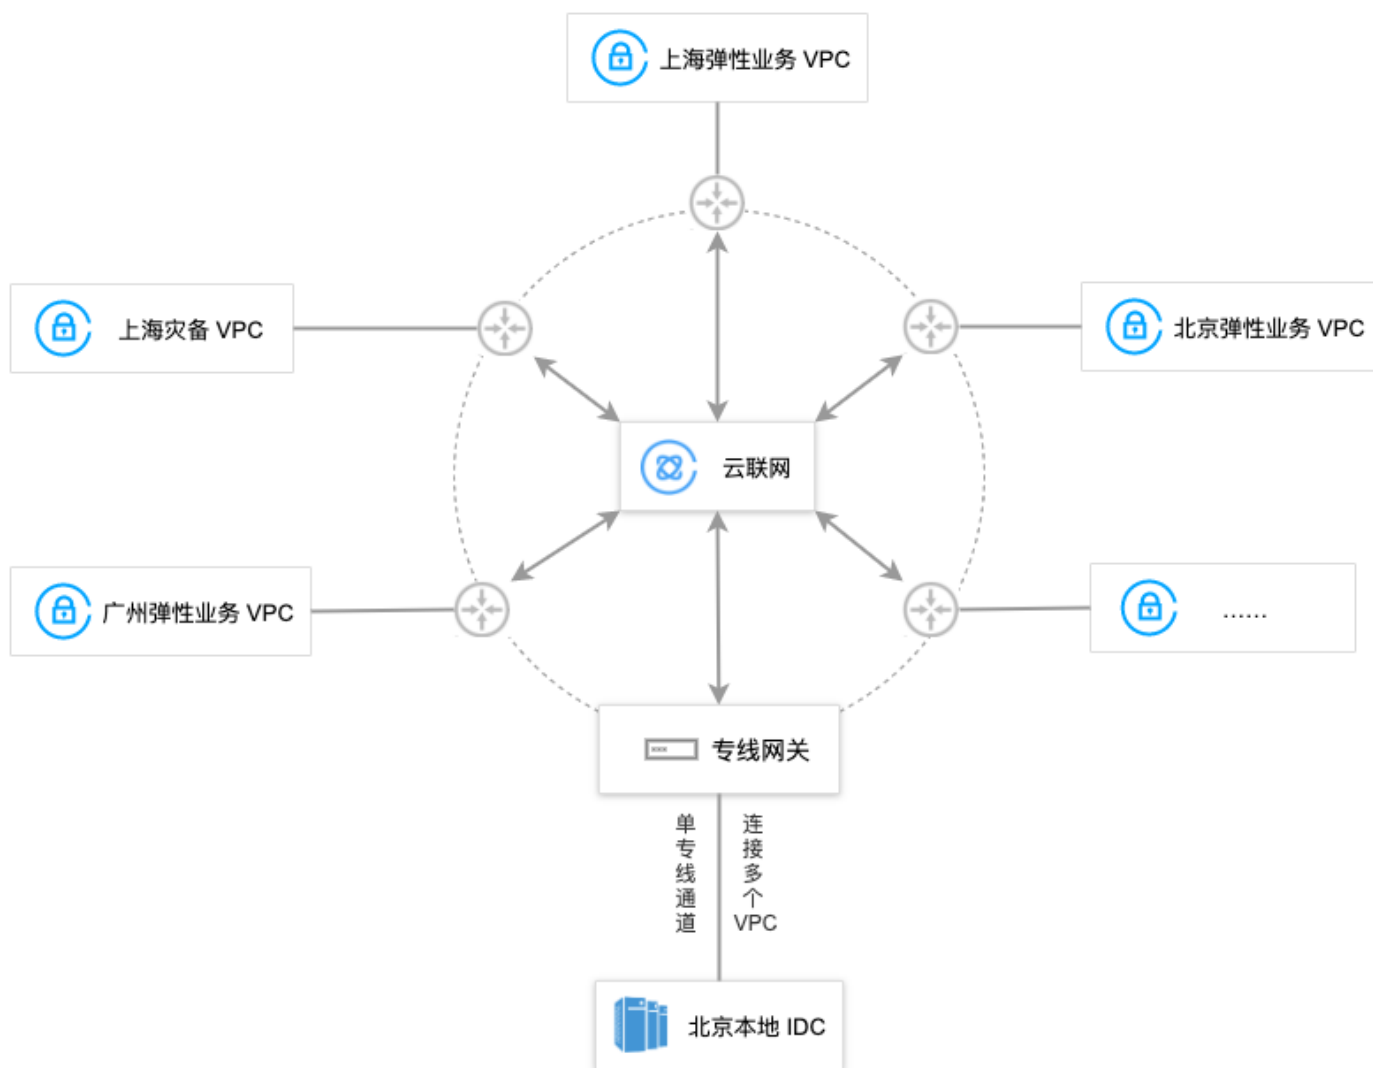 上海弹性业务 VPC
上海灾备 VPC
北京弹性业务 VPC
云联网
广州弹性业务 VPC
……
xxx
专线网关
单专线通道
连接多个VPC
北京本地 IDC